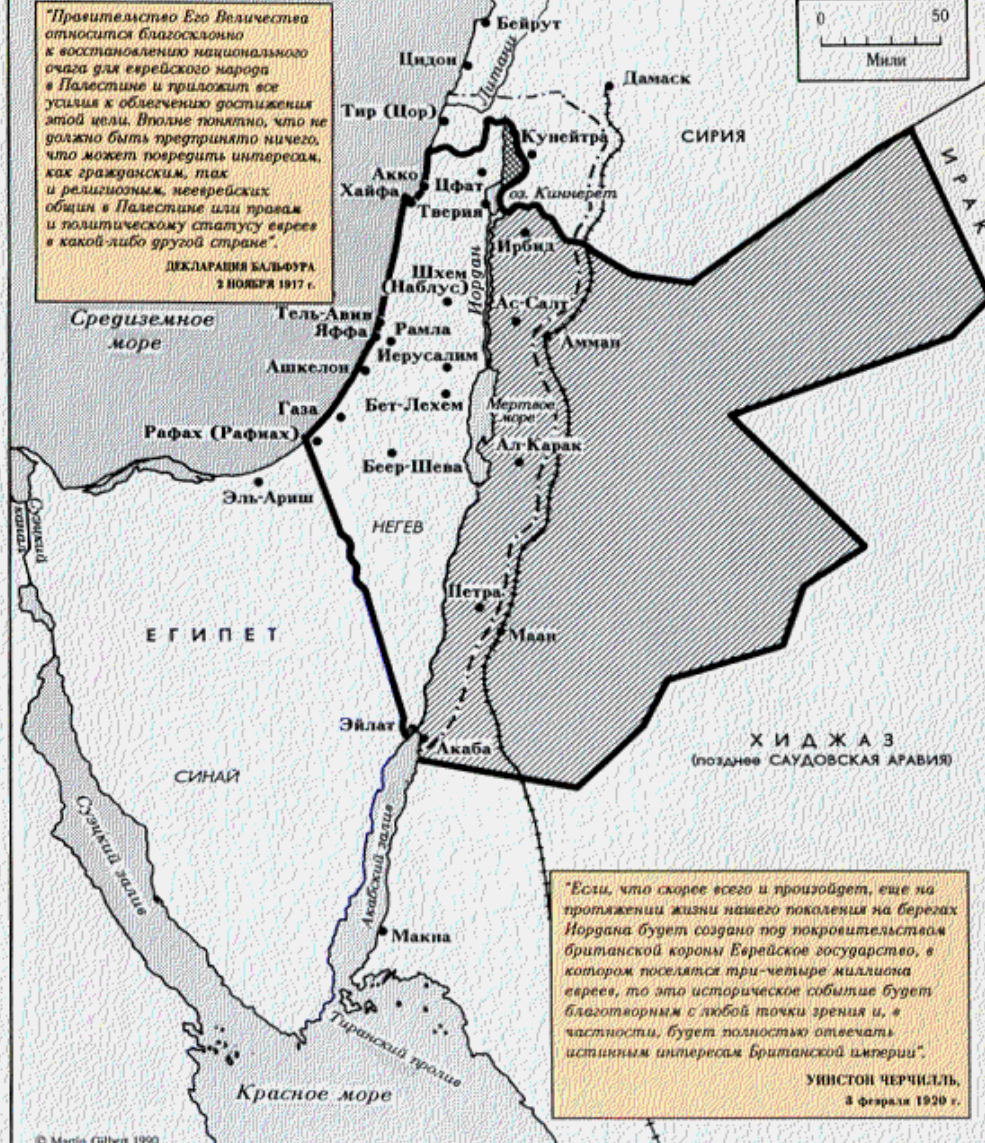 "Правительство Его Величества
относится благосклонно
к восстановлению национального
очага для еврейского народа
в Палестине и приложит все
усилия к облегчению достижения
этой цели. Вполне понятно, что не
должно быть предпринято ничего,
что может повредить интересам,
как гражданским, так
и религиозным, нееврейских
общин в Палестине или правам
и политическому статусу евреев
в какой-либо другой стране".
ДЕКЛАРАЦИЯ БАЛЬФУРА
2 НОЯБРЯ 1917 г.
0 50
Мили
Бейрут
Цидон
Литани
Дамаск
Тир (Цор)
Кунейтра
СИРИЯ
ИРАК
Акко
Хайфа
Цфат
оз. Киннерет
Тверия
Ирбид
Иордан
Шхем
(Наблус)
Ас-Салт
Средиземное
море
Тель-Авив
Яффа
Рамла
Амман
Иерусалим
Ашкелон
Газа
Бет-Лехем
Мертвое
море
Рафах (Рафиах)
Ал-Карак
Беер-Шева
Эль-Ариш
Суэцкий
канал
НЕГЕВ
Петра
ЕГИПЕТ
Маан
Эйлат
Акаба
ХИДЖАЗ
(позднее САУДОВСКАЯ АРАВИЯ)
СИНАЙ
Суэцкий залив
Акабский залив
Макна
Тиранский пролив
Красное море
"Если, что скорее всего и произойдет, еще на
протяжении жизни нашего поколения на берегах
Иордана будет создано под покровительством
британской короны Еврейское государство, в
котором поселятся три-четыре миллиона
евреев, то это историческое событие будет
благотворным с любой точки зрения и, в
частности, будет полностью отвечать
истинным интересам Британской империи".
УИНСТОН ЧЕРЧИЛЛЬ,
8 февраля 1920 г.
© Martin Gilbert 1990